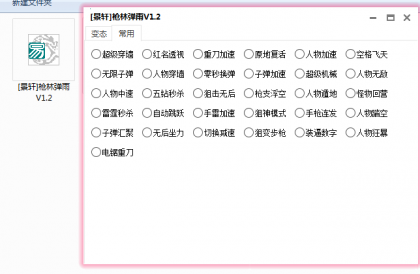 新建文件夹
易
[景轩]枪林弹雨
V1.2
[景轩]枪林弹雨V1.2
变态 常用
超级穿墙 红名透视 重刀加速 原地复活 人物加速 空格飞天
无限子弹 人物穿墙 零秒换弹 子弹加速 超级机械 人物无敌
人物中速 五钻秒杀 狙击无后 枪支浮空 人物遁地 怪物回营
雷霆秒杀 自动跳跃 手雷加速 狙神模式 手枪连发 人物瞄空
子弹汇聚 无后坐力 切换减速 狙变步枪 装逼数字 人物狂暴
电锯重刀